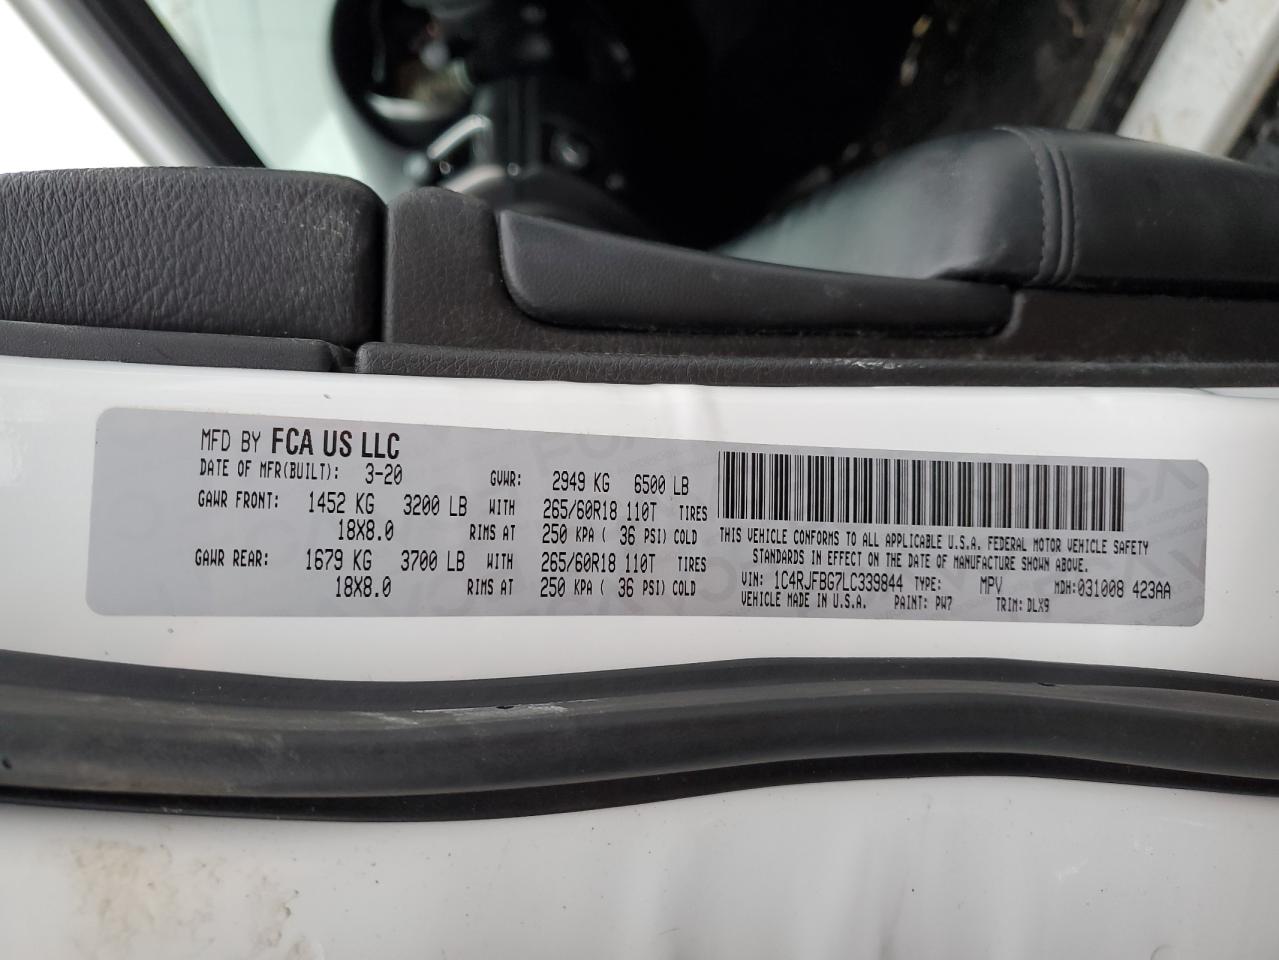 MFD BY FCA US LLC
DATE OF MFR(BUILT): 3-20 GVWR: 2949 KG 6500 LB
GAWR FRONT: 1452 KG 3200 LB WITH 265/60R18 110T TIRES
18X8.0 RIMS AT 250 KPA ( 36 PSI) COLD
GAWR REAR: 1679 KG 3700 LB WITH 265/60R18 110T TIRES
18X8.0 RIMS AT 250 KPA ( 36 PSI) COLD
THIS VEHICLE CONFORMS TO ALL APPLICABLE U.S.A. FEDERAL MOTOR VEHICLE SAFETY
STANDARDS IN EFFECT ON THE DATE OF MANUFACTURE SHOWN ABOVE.
VIN: 1C4RJFBG7LC339844 TYPE: MPV MDH:031008 423AA
VEHICLE MADE IN U.S.A. PAINT: PW7 TRIM: DLX9